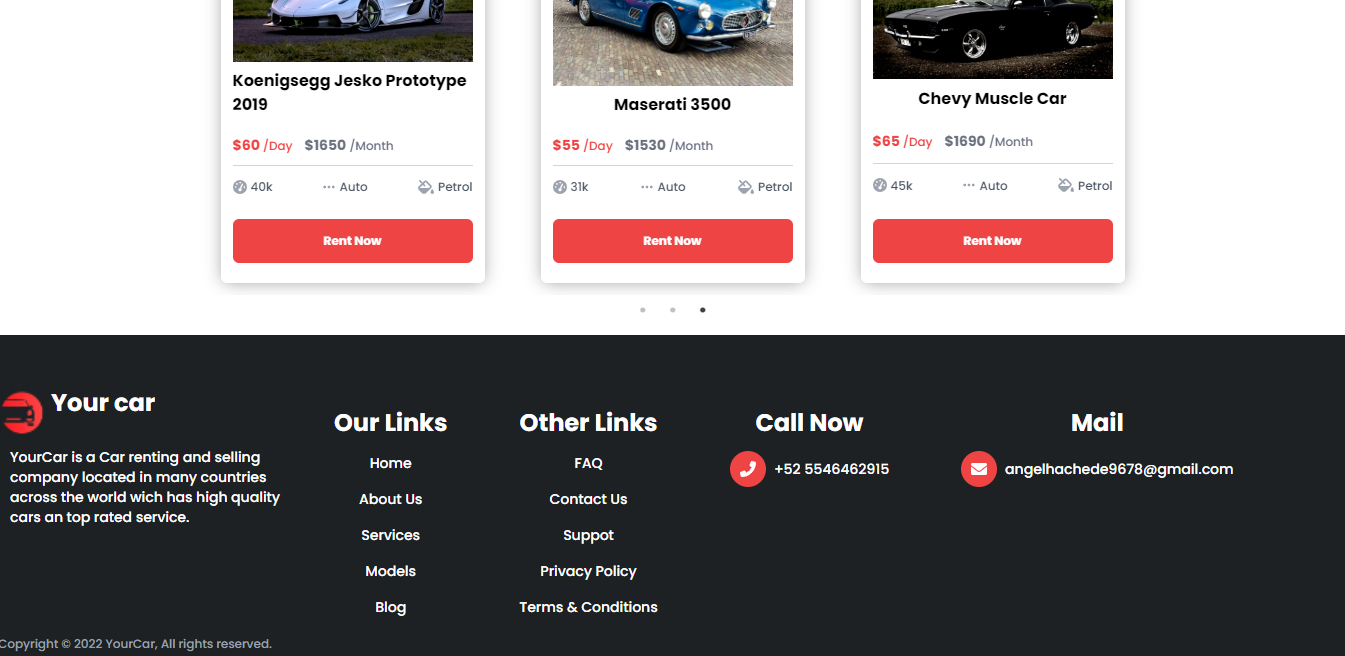 Koenigsegg Jesko Prototype
2019
$60 /Day $1650 /Month
40k Auto Petrol
Rent Now
Maserati 3500
$55 /Day $1530 /Month
31k Auto Petrol
Rent Now
Chevy Muscle Car
$65 /Day $1690 /Month
45k Auto Petrol
Rent Now
Your car
YourCar is a Car renting and selling
company located in many countries
across the world wich has high quality
cars an top rated service.
Our Links
Home
About Us
Services
Models
Blog
Other Links
FAQ
Contact Us
Suppot
Privacy Policy
Terms & Conditions
Call Now
+52 5546462915
Mail
angelhachede9678@gmail.com
Copyright © 2022 YourCar, All rights reserved.